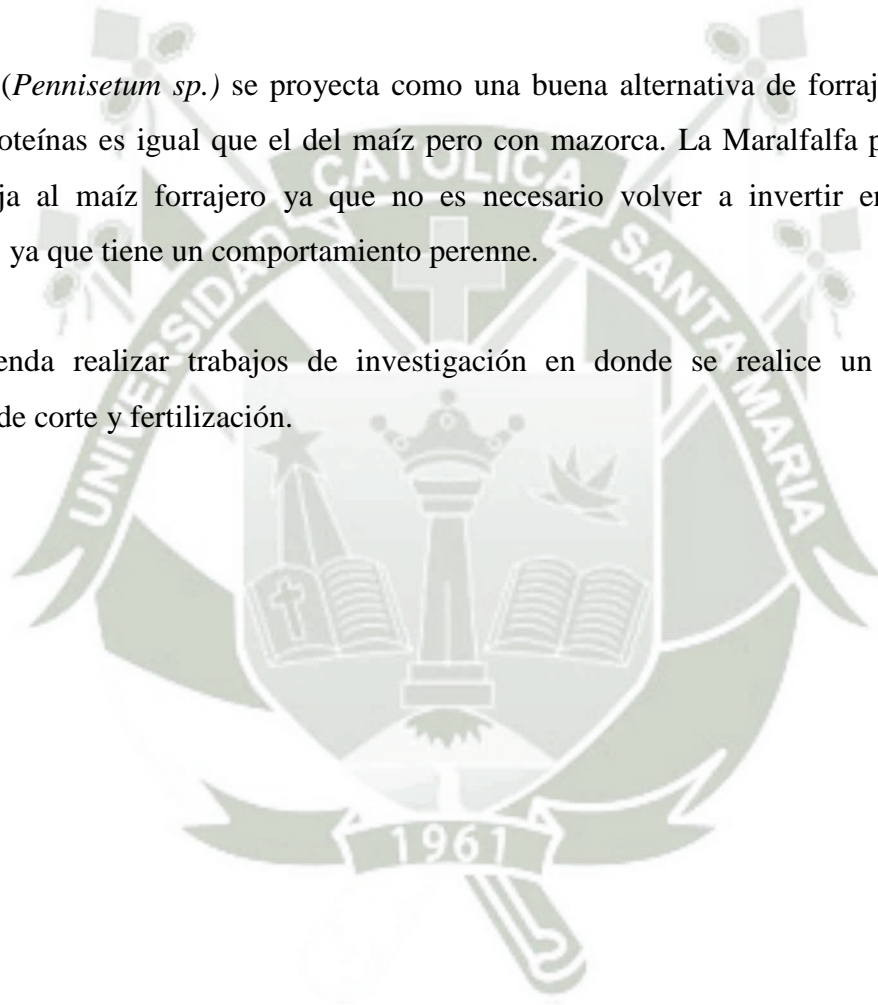 (Pennisetum sp.) se proyecta como una buena alternativa de forraj
oteínas es igual que el del maíz pero con mazorca. La Maralfalfa p
ja al maíz forrajero ya que no es necesario volver a invertir en
ya que tiene un comportamiento perenne.
enda realizar trabajos de investigación en donde se realice un
de corte y fertilización.
UNIVERSIDAD CATOLICA SANTA MARIA
1961